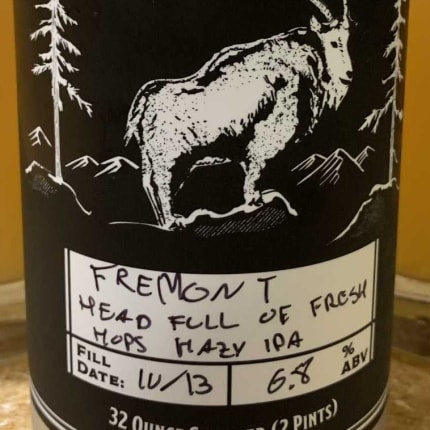 FREMONT
HEAD FULL OF FRESH
HOPS HAZY IPA
FILL DATE: 10/13 6.8 % ABV
32 OUNCE (2 PINTS)